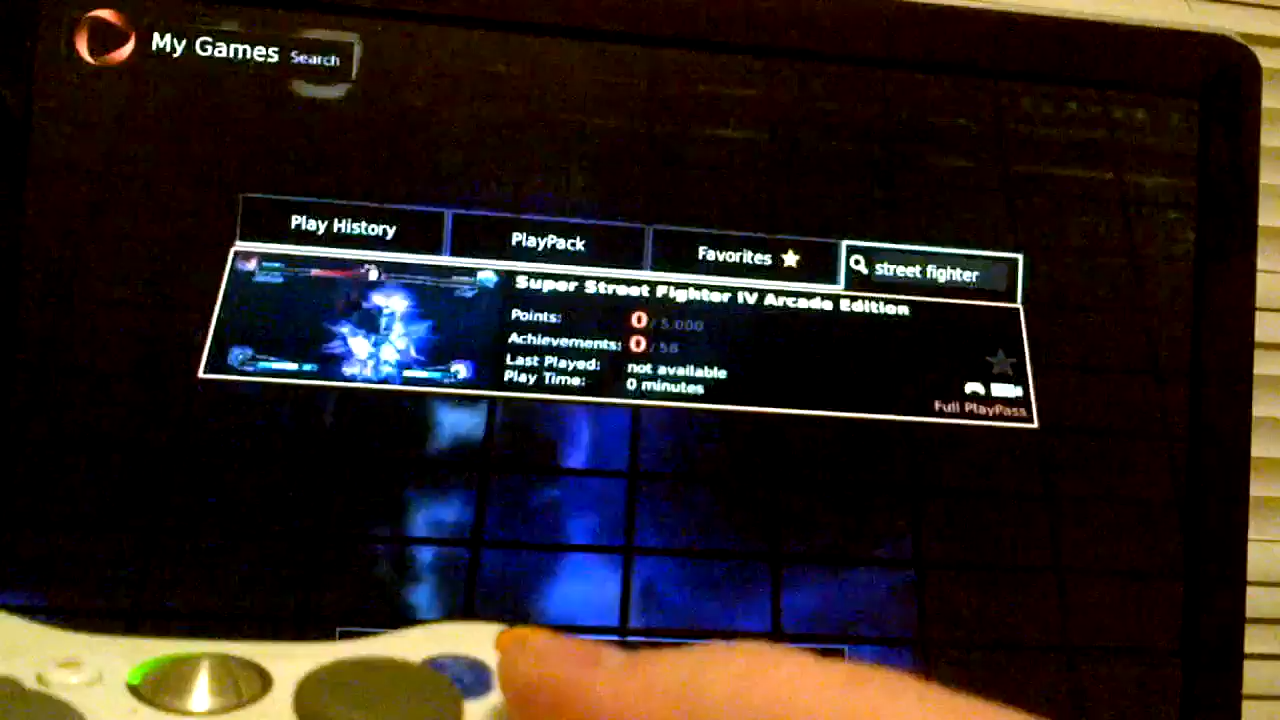 My Games Search
Play History
PlayPack
Favorites
street fighter
Super Street Fighter IV Arcade Edition
Points: 0/5,000
Achievements: 0/58
Last Played: not available
Play Time: 0 minutes
Full PlayPass